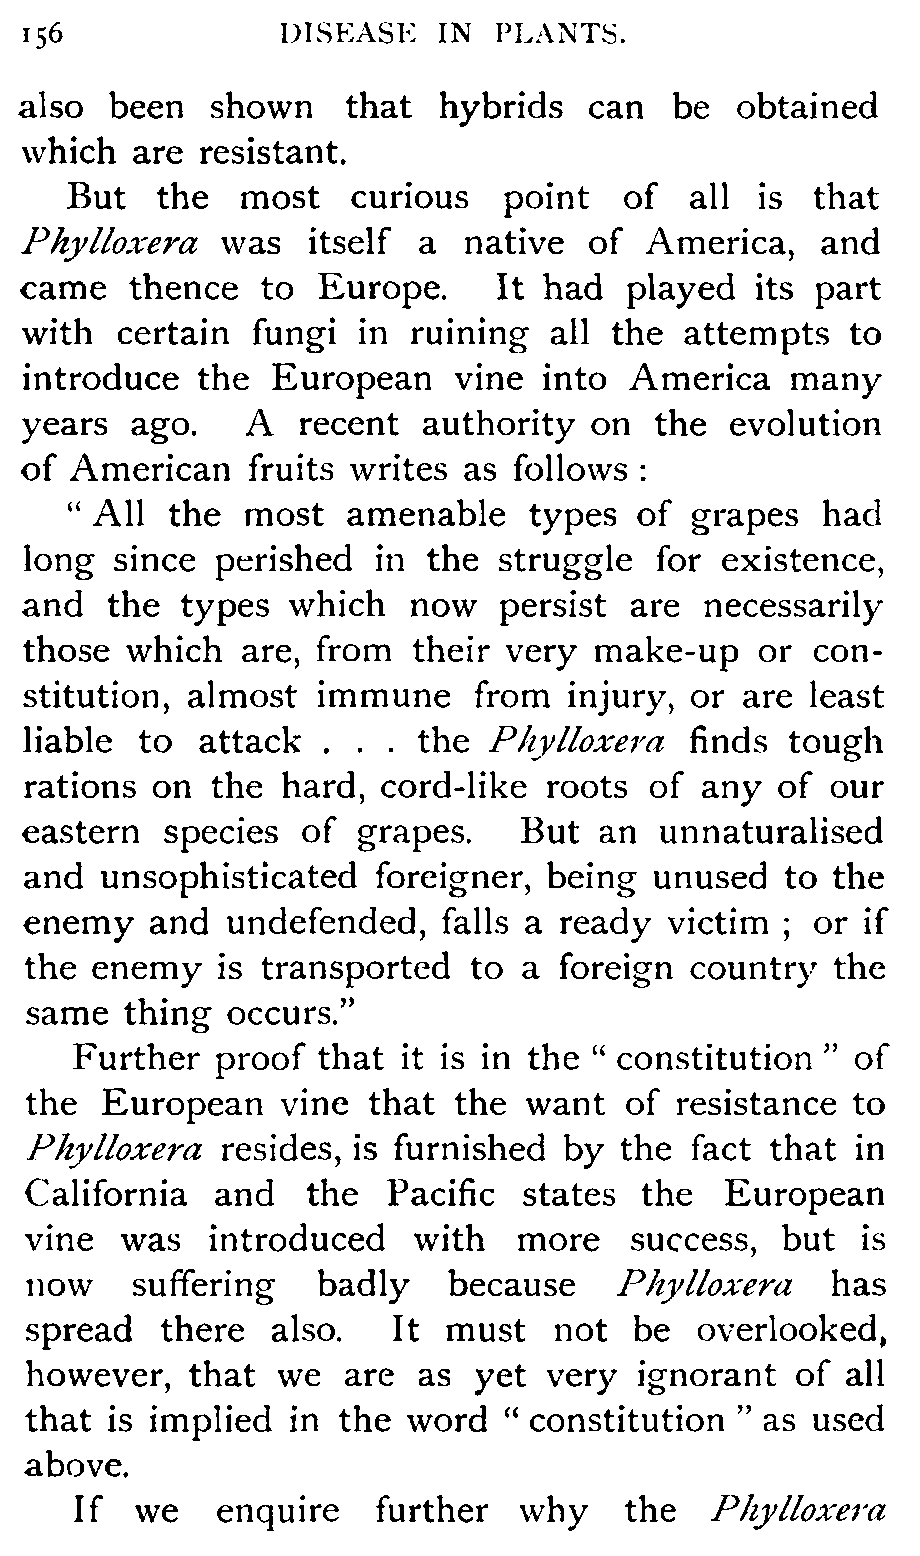 156 DISEASE IN PLANTS.
also been shown that hybrids can be obtained
which are resistant.
But the most curious point of all is that
Phylloxera was itself a native of America, and
came thence to Europe. It had played its part
with certain fungi in ruining all the attempts to
introduce the European vine into America many
years ago. A recent authority on the evolution
of American fruits writes as follows :
“ All the most amenable types of grapes had
long since perished in the struggle for existence,
and the types which now persist are necessarily
those which are, from their very make-up or con-
stitution, almost immune from injury, or are least
liable to attack . . . the Phylloxera finds tough
rations on the hard, cord-like roots of any of our
eastern species of grapes. But an unnaturalised
and unsophisticated foreigner, being unused to the
enemy and undefended, falls a ready victim ; or if
the enemy is transported to a foreign country the
same thing occurs.”
Further proof that it is in the “ constitution ” of
the European vine that the want of resistance to
Phylloxera resides, is furnished by the fact that in
California and the Pacific states the European
vine was introduced with more success, but is
now suffering badly because Phylloxera has
spread there also. It must not be overlooked,
however, that we are as yet very ignorant of all
that is implied in the word “ constitution ” as used
above.
If we enquire further why the Phylloxera